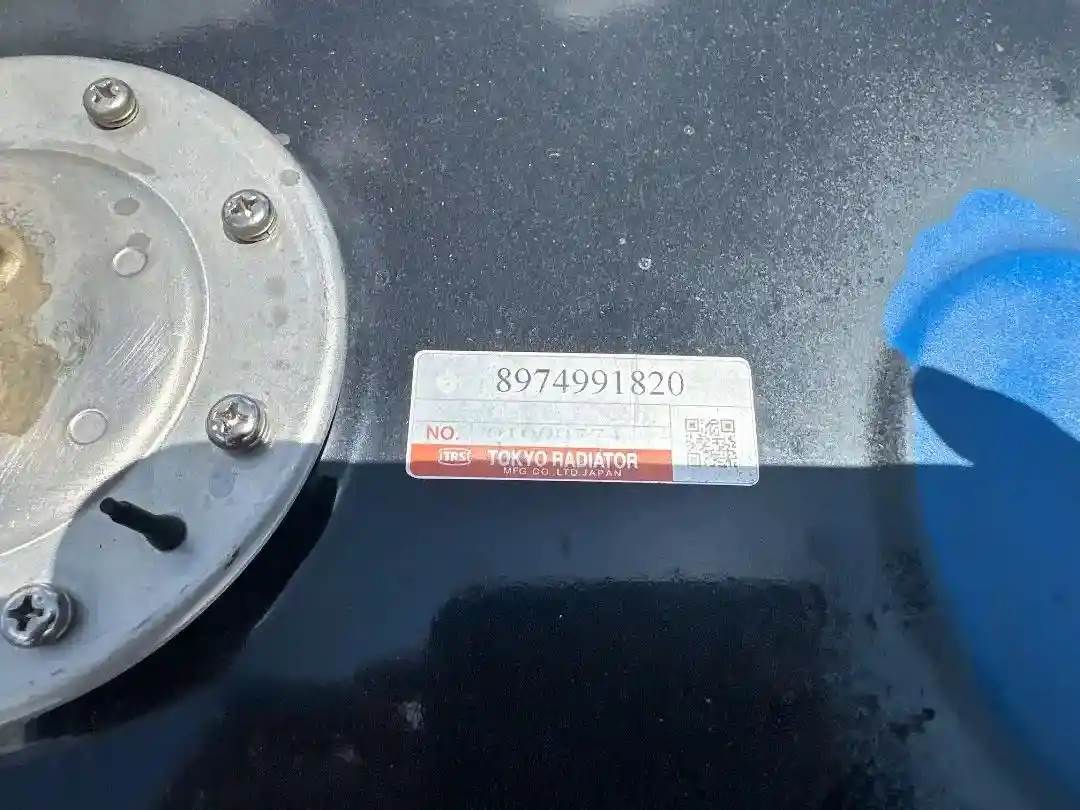 8974991820
NO.
TRS TOKYO RADIATOR
MFG. CO., LTD. JAPAN